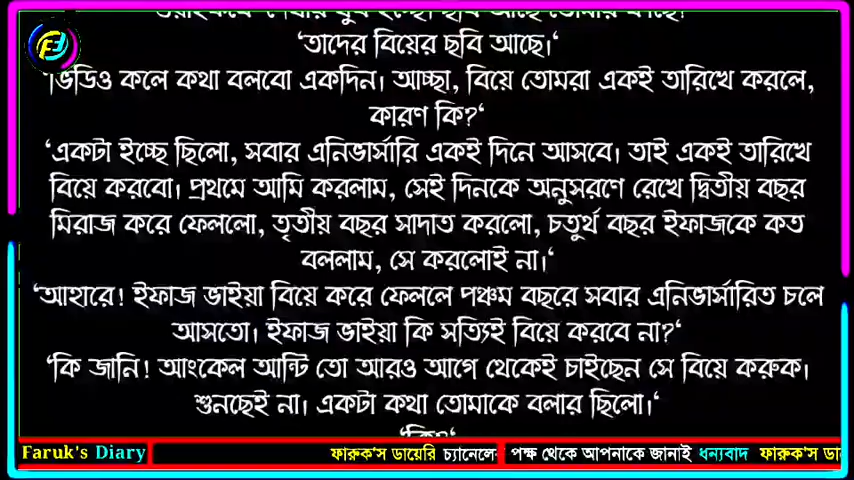 ‘তাদের বিয়ের ছবি আছে।‘
ভিডিও কলে কথা বলবো একদিন। আচ্ছা, বিয়ে তোমরা একই তারিখে করলে,
কারণ কি?‘
‘একটা ইচ্ছে ছিলো, সবার এনিভার্সারি একই দিনে আসবে। তাই একই তারিখে
বিয়ে করবো। প্রথমে আমি করলাম, সেই দিনকে অনুসরণে রেখে দ্বিতীয় বছর
মিরাজ করে ফেললো, তৃতীয় বছর সাদাত করলো, চতুর্থ বছর ইফাজকে কত
বললাম, সে করলোই না।‘
‘আহারে! ইফাজ ভাইয়া বিয়ে করে ফেললে পঞ্চম বছরে সবার এনিভার্সারিত চলে
আসতো। ইফাজ ভাইয়া কি সত্যিই বিয়ে করবে না?‘
‘কি জানি! আংকেল আন্টি তো আরও আগে থেকেই চাইছেন সে বিয়ে করুক।
শুনছেই না। একটা কথা তোমাকে বলার ছিলো।‘
Faruk's Diary ফারুক'স ডায়েরি চ্যানেলে পক্ষ থেকে আপনাকে জানাই ধন্যবাদ ফারুক'স